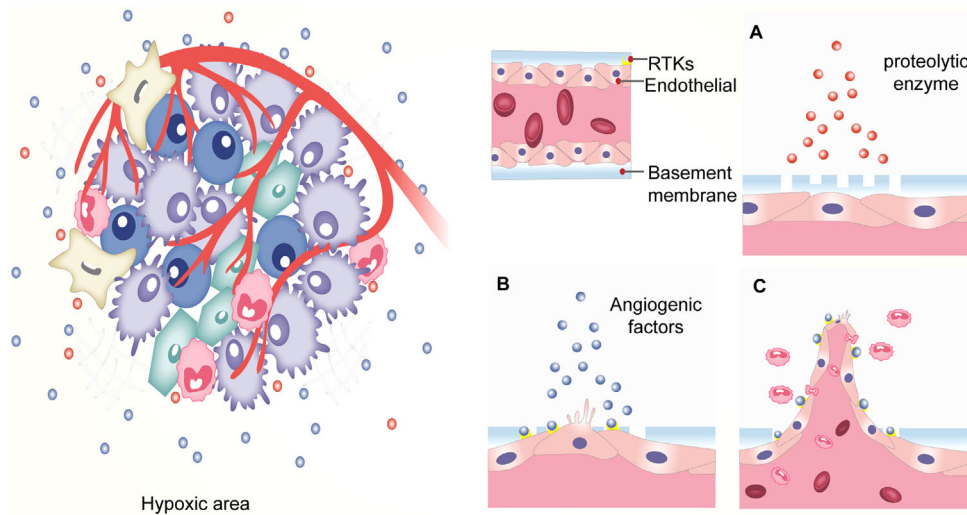 Hypoxic area
RTKs
Endothelial
Basement
membrane
A
proteolytic
enzyme
B
Angiogenic
factors
C